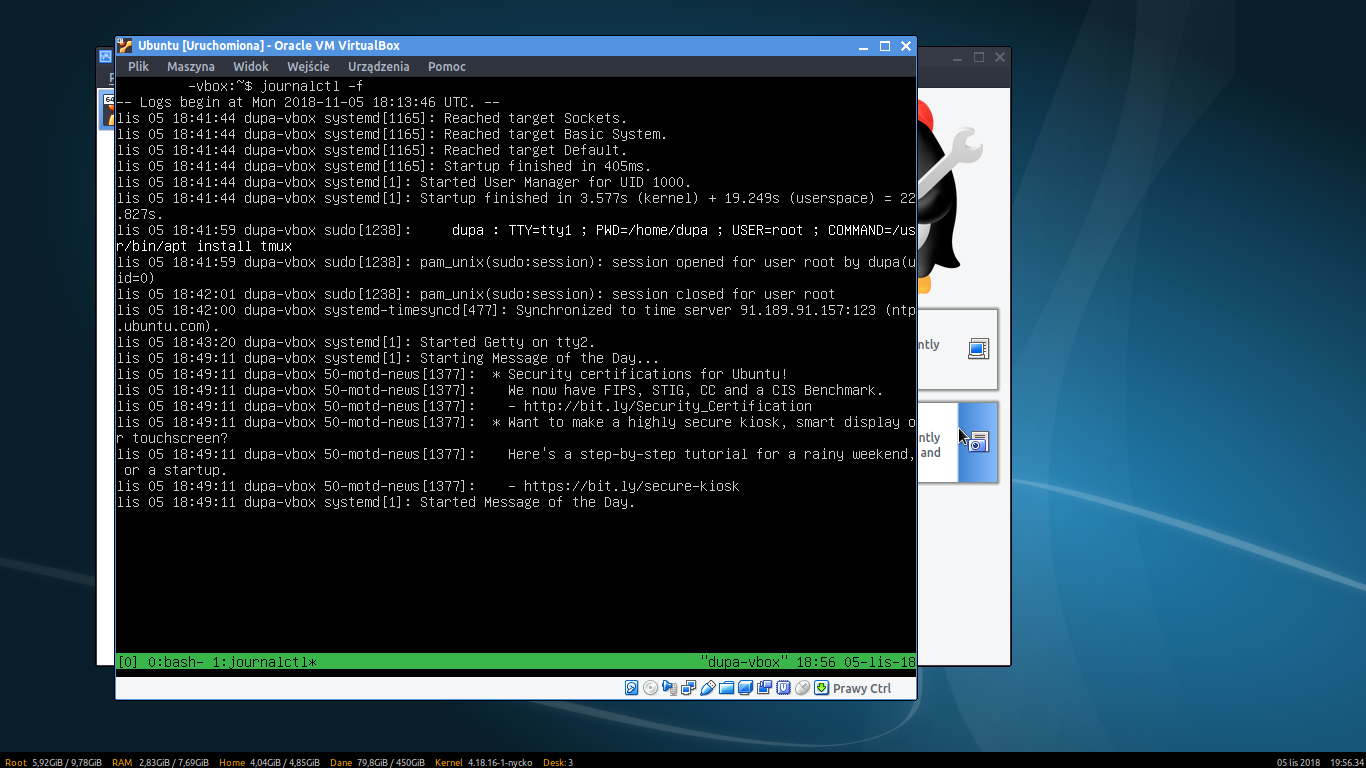 Ubuntu [Uruchomiona] - Oracle VM VirtualBox
Plik Maszyna Widok Wejście Urządzenia Pomoc
-vbox:~$ journalctl -f
-- Logs begin at Mon 2018-11-05 18:13:46 UTC. --
lis 05 18:41:44 dupa-vbox systemd[1165]: Reached target Sockets.
lis 05 18:41:44 dupa-vbox systemd[1165]: Reached target Basic System.
lis 05 18:41:44 dupa-vbox systemd[1165]: Reached target Default.
lis 05 18:41:44 dupa-vbox systemd[1165]: Startup finished in 405ms.
lis 05 18:41:44 dupa-vbox systemd[1]: Started User Manager for UID 1000.
lis 05 18:41:44 dupa-vbox systemd[1]: Startup finished in 3.577s (kernel) + 19.249s (userspace) = 22
.827s.
lis 05 18:41:59 dupa-vbox sudo[1238]:     dupa : TTY=tty1 ; PWD=/home/dupa ; USER=root ; COMMAND=/us
r/bin/apt install tmux
lis 05 18:41:59 dupa-vbox sudo[1238]: pam_unix(sudo:session): session opened for user root by dupa(u
id=0)
lis 05 18:42:01 dupa-vbox sudo[1238]: pam_unix(sudo:session): session closed for user root
lis 05 18:42:00 dupa-vbox systemd-timesyncd[477]: Synchronized to time server 91.189.91.157:123 (ntp
.ubuntu.com).
lis 05 18:43:20 dupa-vbox systemd[1]: Started Getty on tty2.
lis 05 18:49:11 dupa-vbox systemd[1]: Starting Message of the Day...
lis 05 18:49:11 dupa-vbox 50-motd-news[1377]:  * Security certifications for Ubuntu!
lis 05 18:49:11 dupa-vbox 50-motd-news[1377]:    We now have FIPS, STIG, CC and a CIS Benchmark.
lis 05 18:49:11 dupa-vbox 50-motd-news[1377]:    - http://bit.ly/Security_Certification
lis 05 18:49:11 dupa-vbox 50-motd-news[1377]:  * Want to make a highly secure kiosk, smart display o
r touchscreen?
lis 05 18:49:11 dupa-vbox 50-motd-news[1377]:    Here's a step-by-step tutorial for a rainy weekend,
 or a startup.
lis 05 18:49:11 dupa-vbox 50-motd-news[1377]:    - https://bit.ly/secure-kiosk
lis 05 18:49:11 dupa-vbox systemd[1]: Started Message of the Day.
[0] 0:bash- 1:journalctl* "dupa-vbox" 18:56 05-lis-18
Prawy Ctrl
P
64
ntly
ntly
and
Root 5,92GiB / 9,78GiB RAM 2,83GiB / 7,69GiB Home 4,04GiB / 4,85GiB Dane 79,8GiB / 450GiB Kernel 4.18.16-1-nycko Desk: 3 05 lis 2018 19:56.34